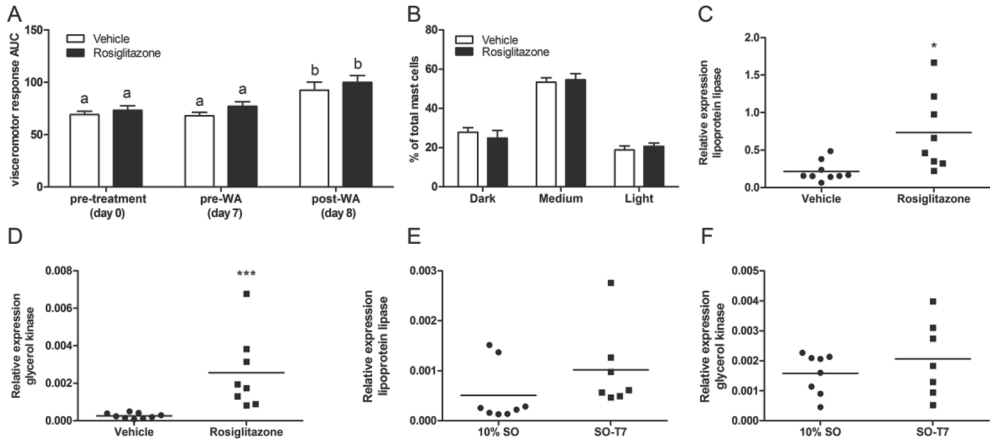 A
visceromotor response AUC
150
100
50
0
Vehicle
Rosiglitazone
a
a
a
a
b
b
pre-treatment
(day 0)
pre-WA
(day 7)
post-WA
(day 8)
B
% of total mast cells
80
60
40
20
0
Vehicle
Rosiglitazone
Dark
Medium
Light
C
Relative expression
lipoprotein lipase
2.0
1.5
1.0
0.5
0.0
*
Vehicle
Rosiglitazone
D
Relative expression
glycerol kinase
0.008
0.006
0.004
0.002
0.000
***
Vehicle
Rosiglitazone
E
Relative expression
lipoprotein lipase
0.003
0.002
0.001
0.000
10% SO
SO-T7
F
Relative expression
glycerol kinase
0.005
0.004
0.003
0.002
0.001
0.000
10% SO
SO-T7